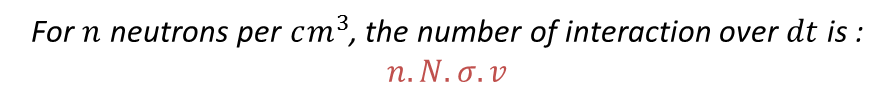 For n neutrons per cm³, the number of interaction over dt is :
n. N. σ. v